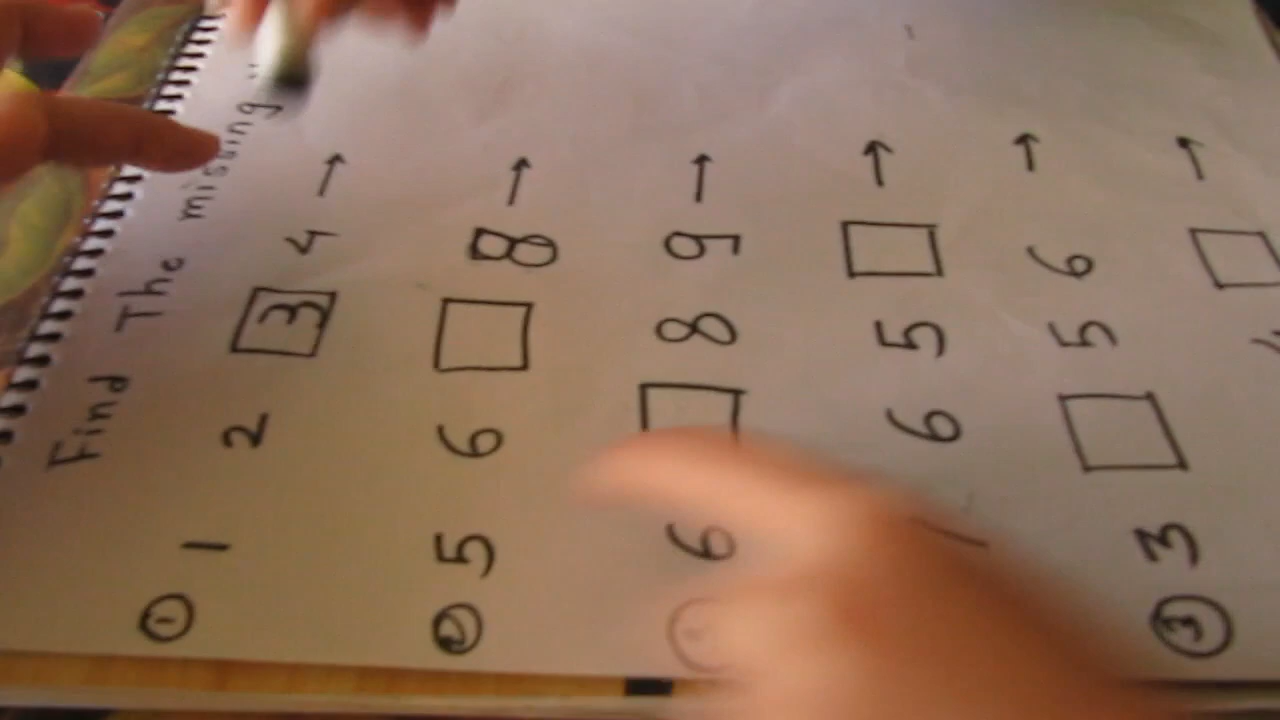 Find The missing "
① 1 2 3 4 →
② 5 6 8 →
6 8 9 →
6 5 →
③ 3 5 6 →
→